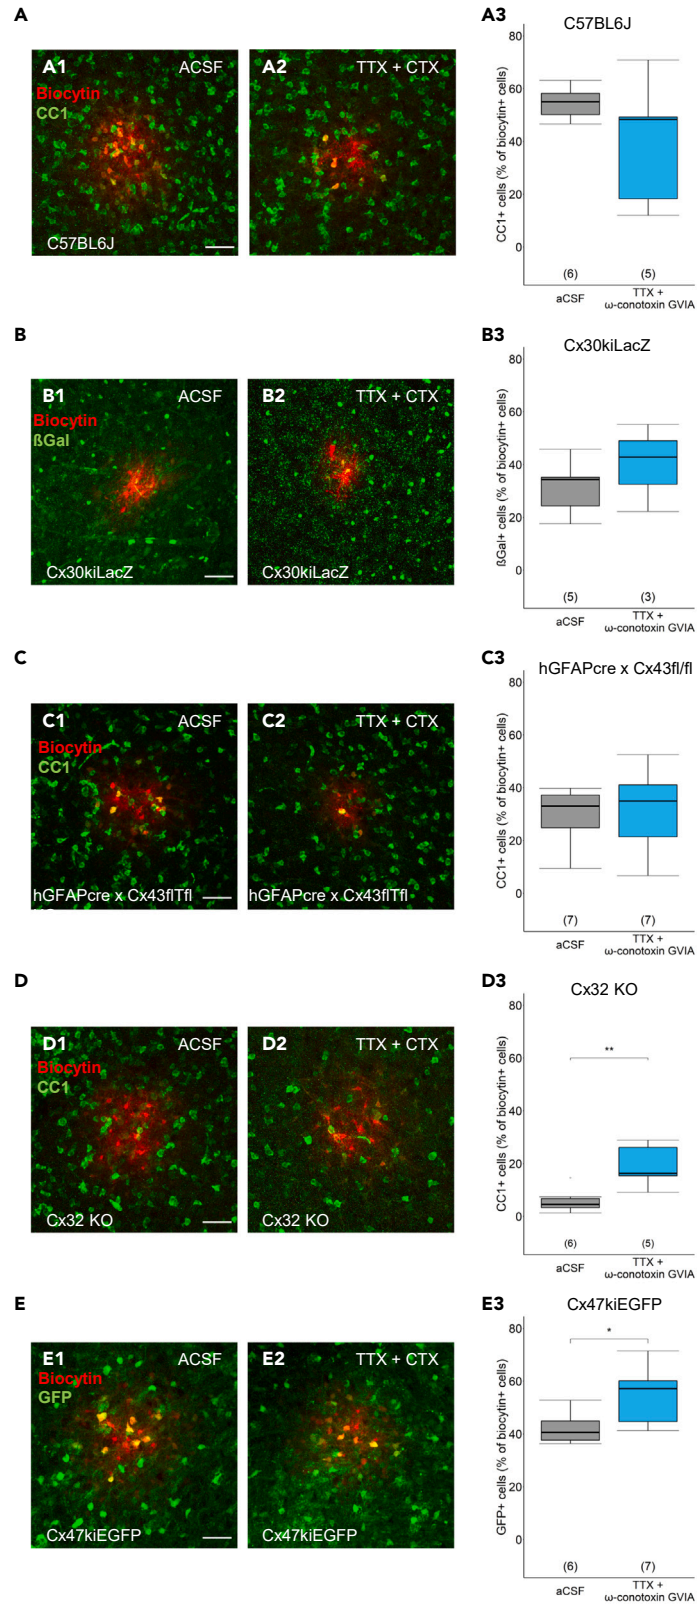 A
A1 ACSF
Biocytin
CC1
C57BL6J
A2 TTX + CTX
A3
C57BL6J
CC1+ cells (% of biocytin+ cells)
80
60
40
20
0
(6) (5)
aCSF TTX +
ω-conotoxin GVIA
B
B1 ACSF
Biocytin
ßGal
Cx30kiLacZ
B2 TTX + CTX
Cx30kiLacZ
B3
Cx30kiLacZ
ßGal+ cells (% of biocytin+ cells)
80
60
40
20
0
(5) (3)
aCSF TTX +
ω-conotoxin GVIA
C
C1 ACSF
Biocytin
CC1
hGFAPcre x Cx43flTfl
C2 TTX + CTX
hGFAPcre x Cx43flTfl
C3
hGFAPcre x Cx43fl/fl
CC1+ cells (% of biocytin+ cells)
80
60
40
20
0
(7) (7)
aCSF TTX +
ω-conotoxin GVIA
D
D1 ACSF
Biocytin
CC1
Cx32 KO
D2 TTX + CTX
Cx32 KO
D3
Cx32 KO
CC1+ cells (% of biocytin+ cells)
80
60
40
20
0
**
(6) (5)
aCSF TTX +
ω-conotoxin GVIA
E
E1 ACSF
Biocytin
GFP
Cx47kiEGFP
E2 TTX + CTX
Cx47kiEGFP
E3
Cx47kiEGFP
GFP+ cells (% of biocytin+ cells)
80
60
40
20
0
*
(6) (7)
aCSF TTX +
ω-conotoxin GVIA